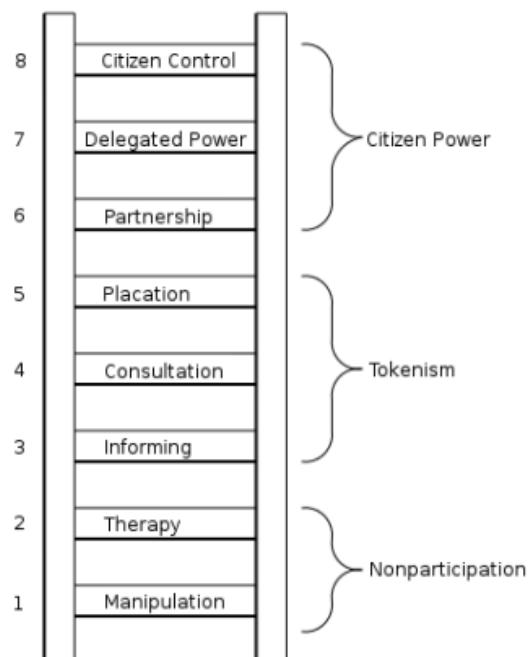 8 Citizen Control
7 Delegated Power Citizen Power
6 Partnership
5 Placation
4 Consultation Tokenism
3 Informing
2 Therapy
Nonparticipation
1 Manipulation